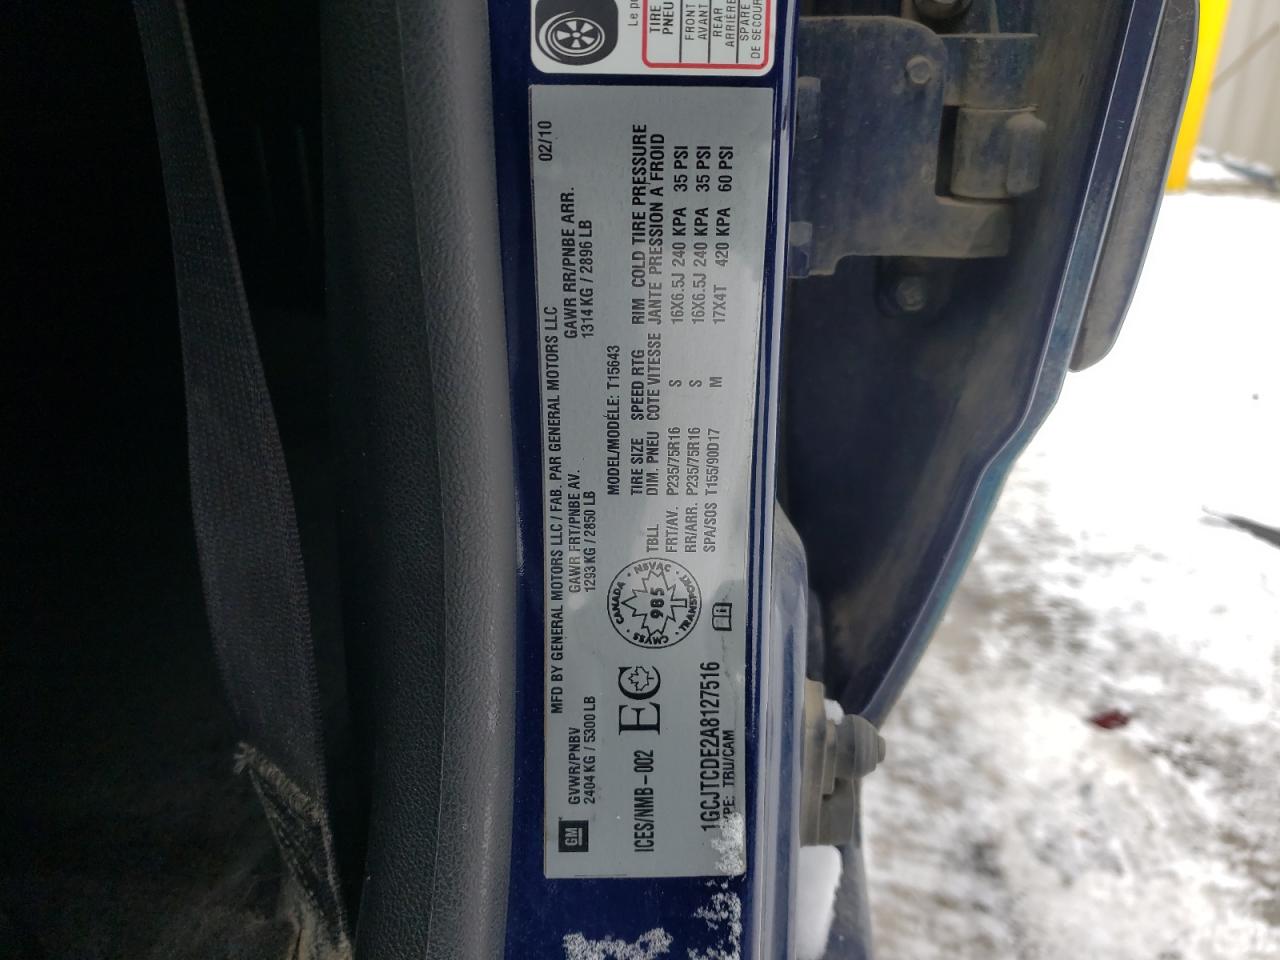 Le p
TIRE
PNEU
FRONT
AVANT
REAR
ARRIÈRE
SPARE
DE SECOUR
MFD BY GENERAL MOTORS LLC / FAB. PAR GENERAL MOTORS LLC 02/10
GM
GVWR/PNBV GAWR FRT/PNBE AV. GAWR RR/PNBE ARR.
2404 KG / 5300 LB 1293 KG / 2850 LB 1314 KG / 2896 LB
MODEL/MODÉLE: T15643
ICES/NMB-002
EC
CANADA · NSVAC · TRANSPORT · CMVSS
985
TIRE SIZE SPEED RTG RIM COLD TIRE PRESSURE
TBLL DIM. PNEU COTE VITESSE JANTE PRESSION A FROID
FRT/AV. P235/75R16 S 16X6.5J 240 KPA 35 PSI
RR/ARR. P235/75R16 S 16X6.5J 240 KPA 35 PSI
SPA/SOS T155/90D17 M 17X4T 420 KPA 60 PSI
1GCJTCDE2A8127516
PE: TRU/CAM